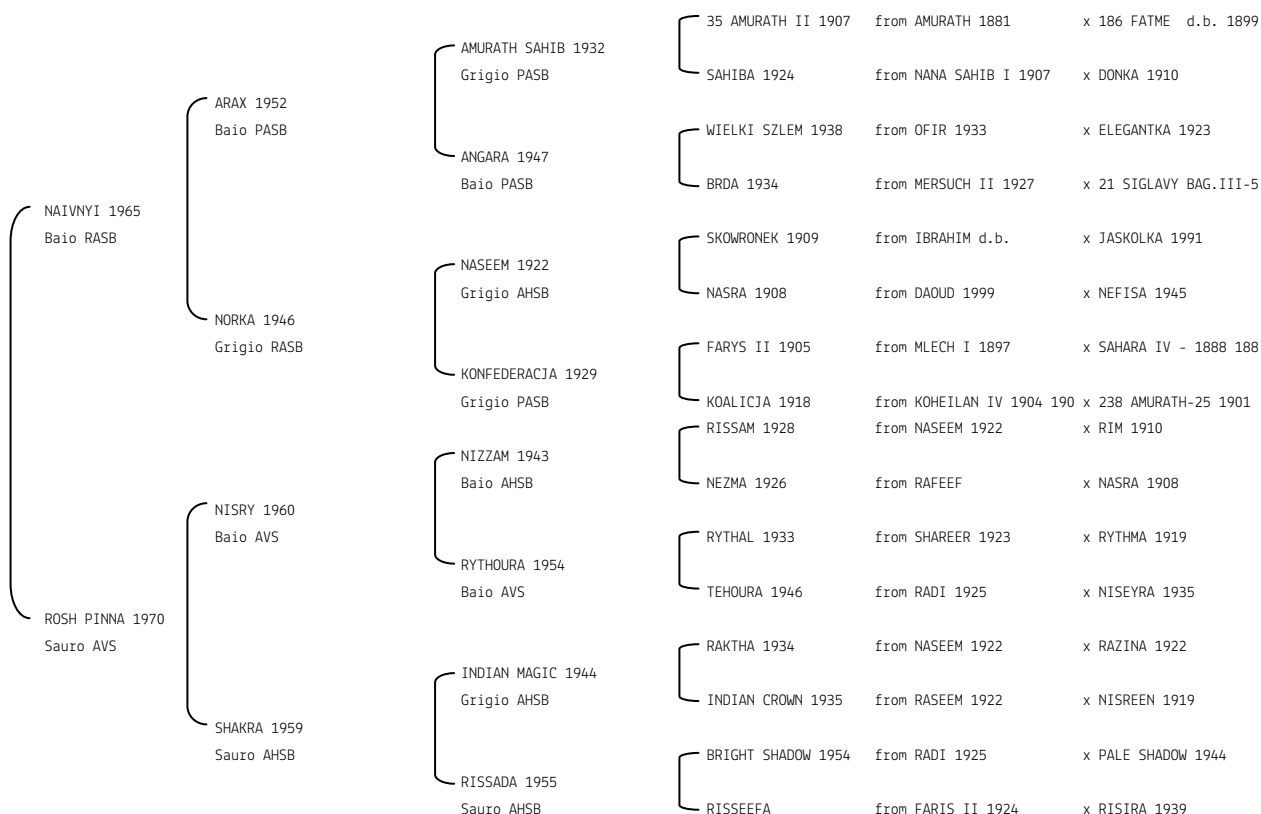 35 AMURATH II 1907 from AMURATH 1881 x 186 FATME d.b. 1899
AMURATH SAHIB 1932
Grigio PASB
SAHIBA 1924 from NANA SAHIB I 1907 x DONKA 1910
ARAX 1952
Baio PASB
WIELKI SZLEM 1938 from OFIR 1933 x ELEGANTKA 1923
ANGARA 1947
Baio PASB
BRDA 1934 from MERSUCH II 1927 x 21 SIGLAVY BAG.III-5
NAIVNYI 1965
Baio RASB
SKOWRONEK 1909 from IBRAHIM d.b. x JASKOLKA 1991
NASEEM 1922
Grigio AHSB
NASRA 1908 from DAOUD 1999 x NEFISA 1945
NORKA 1946
Grigio RASB
FARYS II 1905 from MLECH I 1897 x SAHARA IV - 1888 188
KONFEDERACJA 1929
Grigio PASB
KOALICJA 1918 from KOHEILAN IV 1904 190 x 238 AMURATH-25 1901
RISSAM 1928 from NASEEM 1922 x RIM 1910
NIZZAM 1943
Baio AHSB
NEZMA 1926 from RAFEEF x NASRA 1908
NISRY 1960
Baio AVS
RYTHAL 1933 from SHAREER 1923 x RYTHMA 1919
RYTHOURA 1954
Baio AVS
TEHOURA 1946 from RADI 1925 x NISEYRA 1935
ROSH PINNA 1970
Sauro AVS
RAKTHA 1934 from NASEEM 1922 x RAZINA 1922
INDIAN MAGIC 1944
Grigio AHSB
INDIAN CROWN 1935 from RASEEM 1922 x NISREEN 1919
SHAKRA 1959
Sauro AHSB
BRIGHT SHADOW 1954 from RADI 1925 x PALE SHADOW 1944
RISSADA 1955
Sauro AHSB
RISSEEFA from FARIS II 1924 x RISIRA 1939